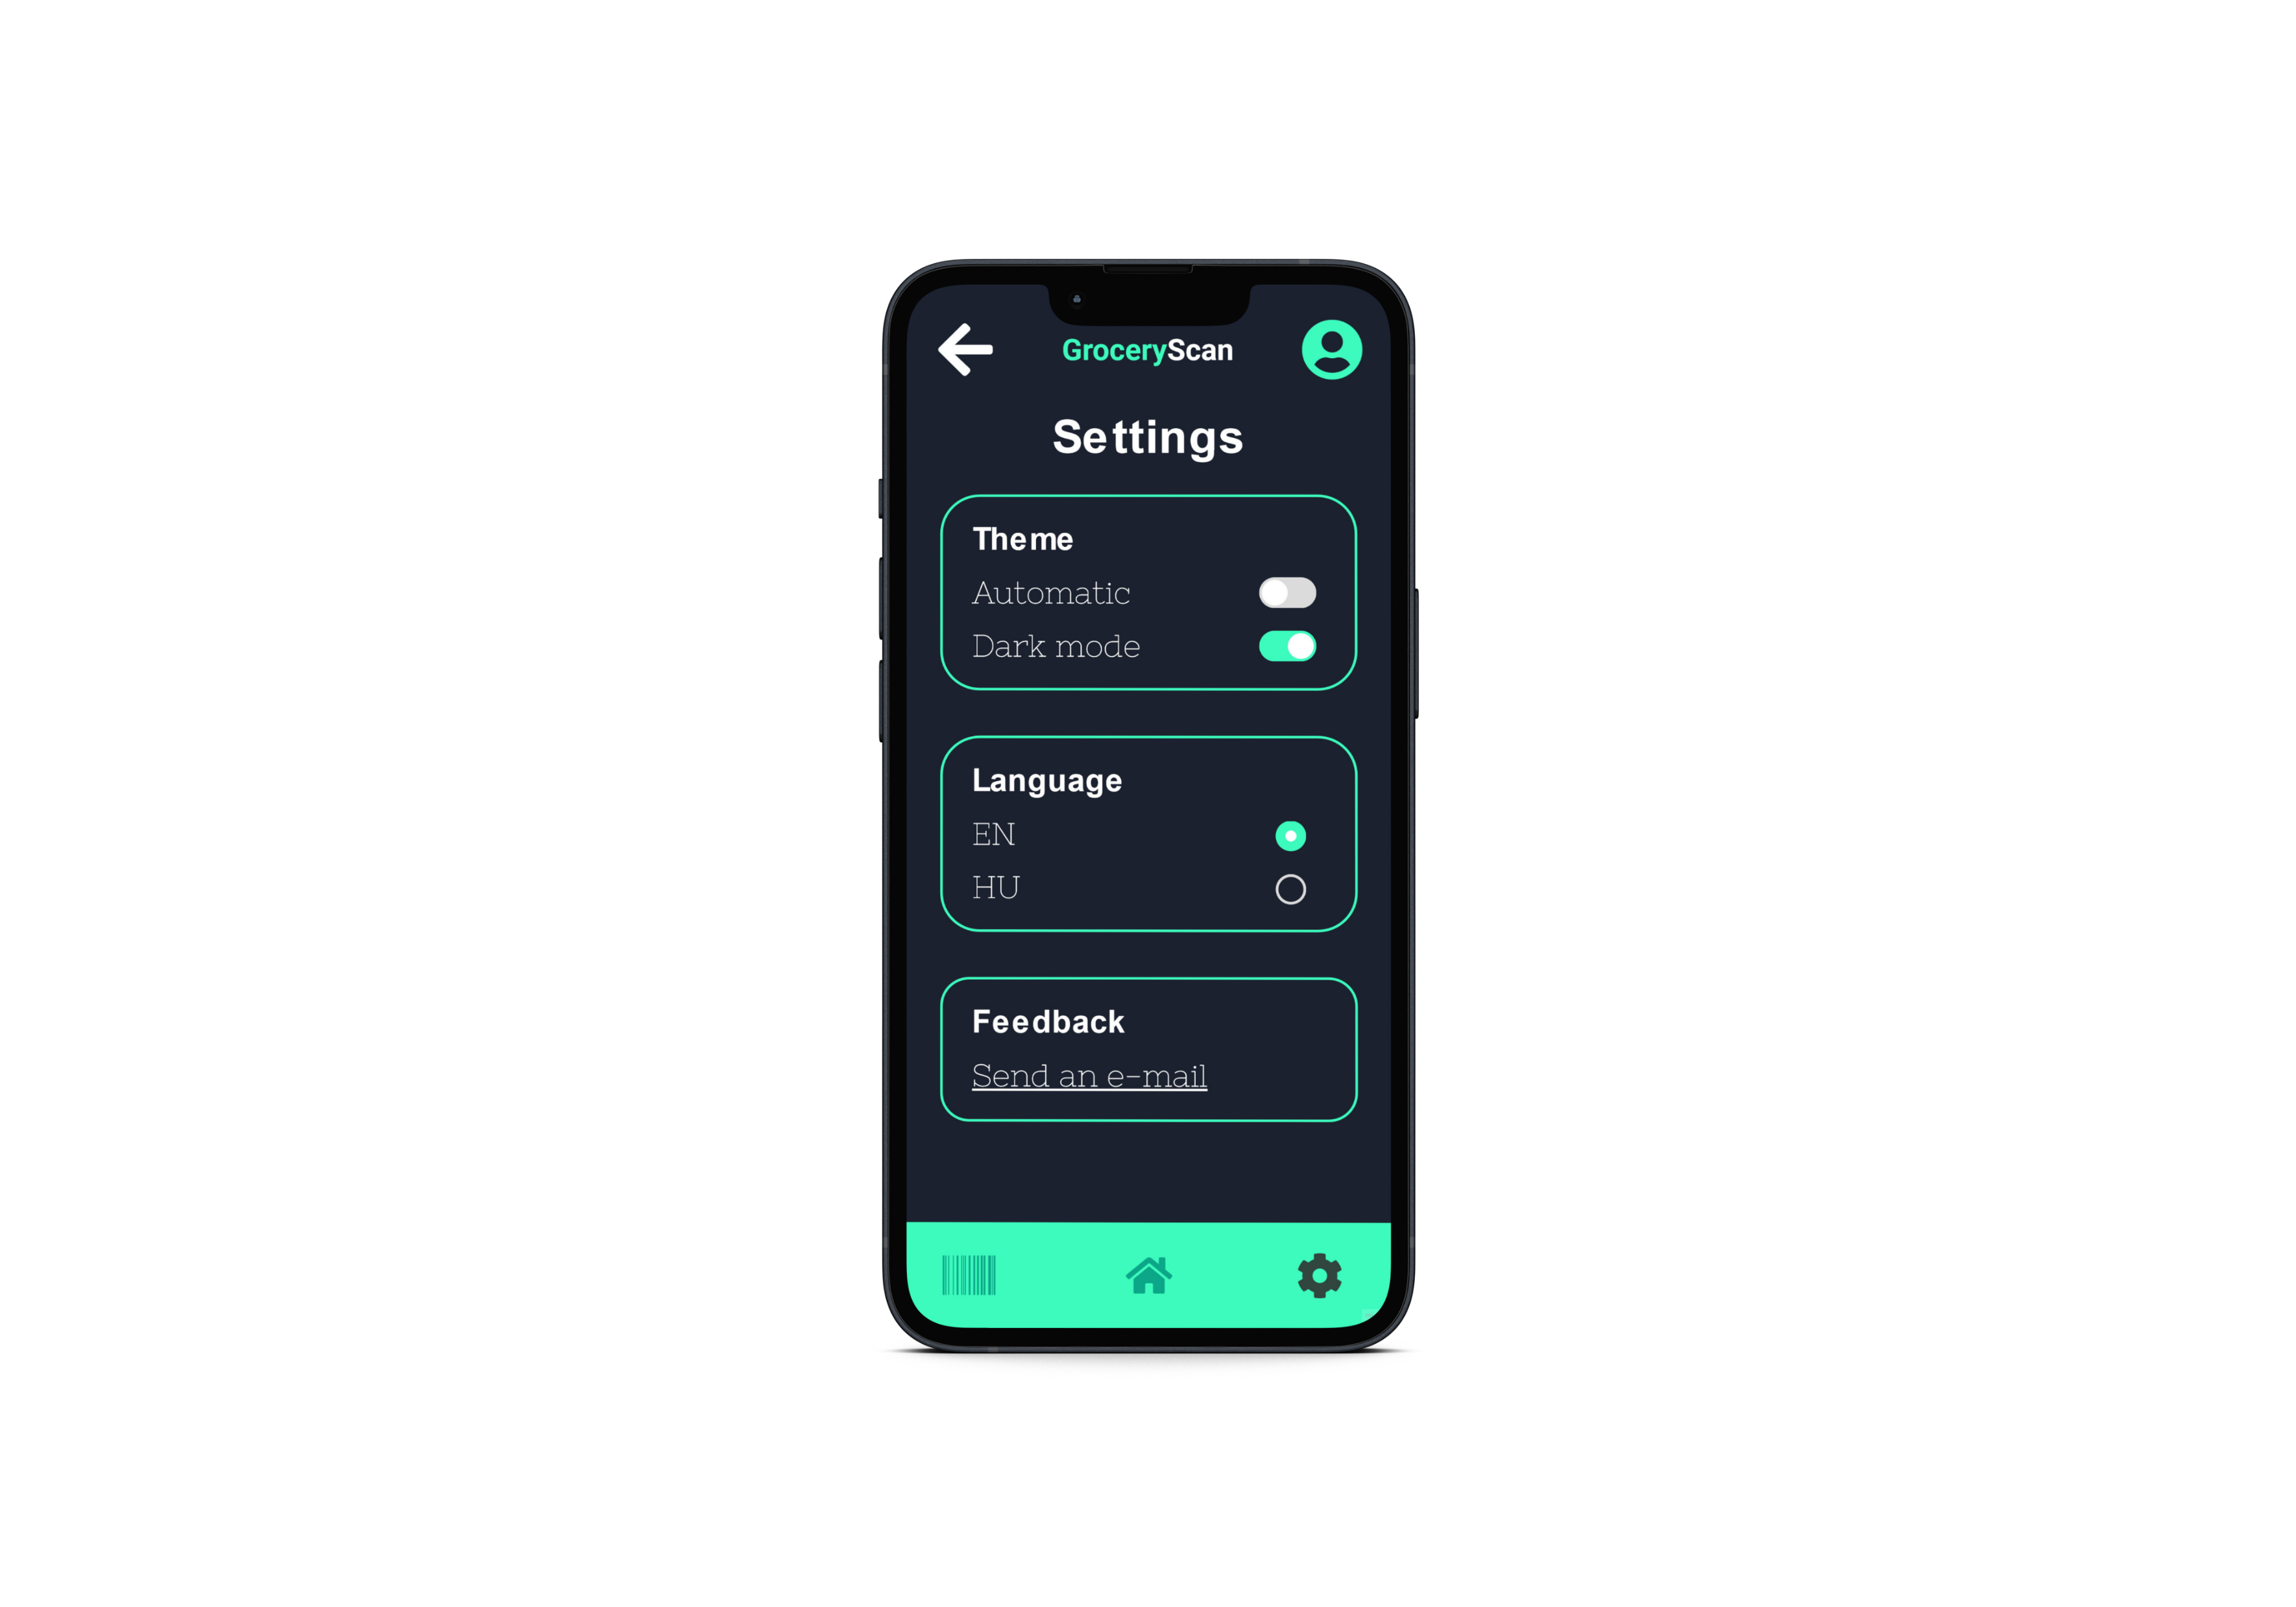 GroceryScan
Settings
Theme
Automatic
Dark mode
Language
EN
HU
Feedback
Send an e-mail